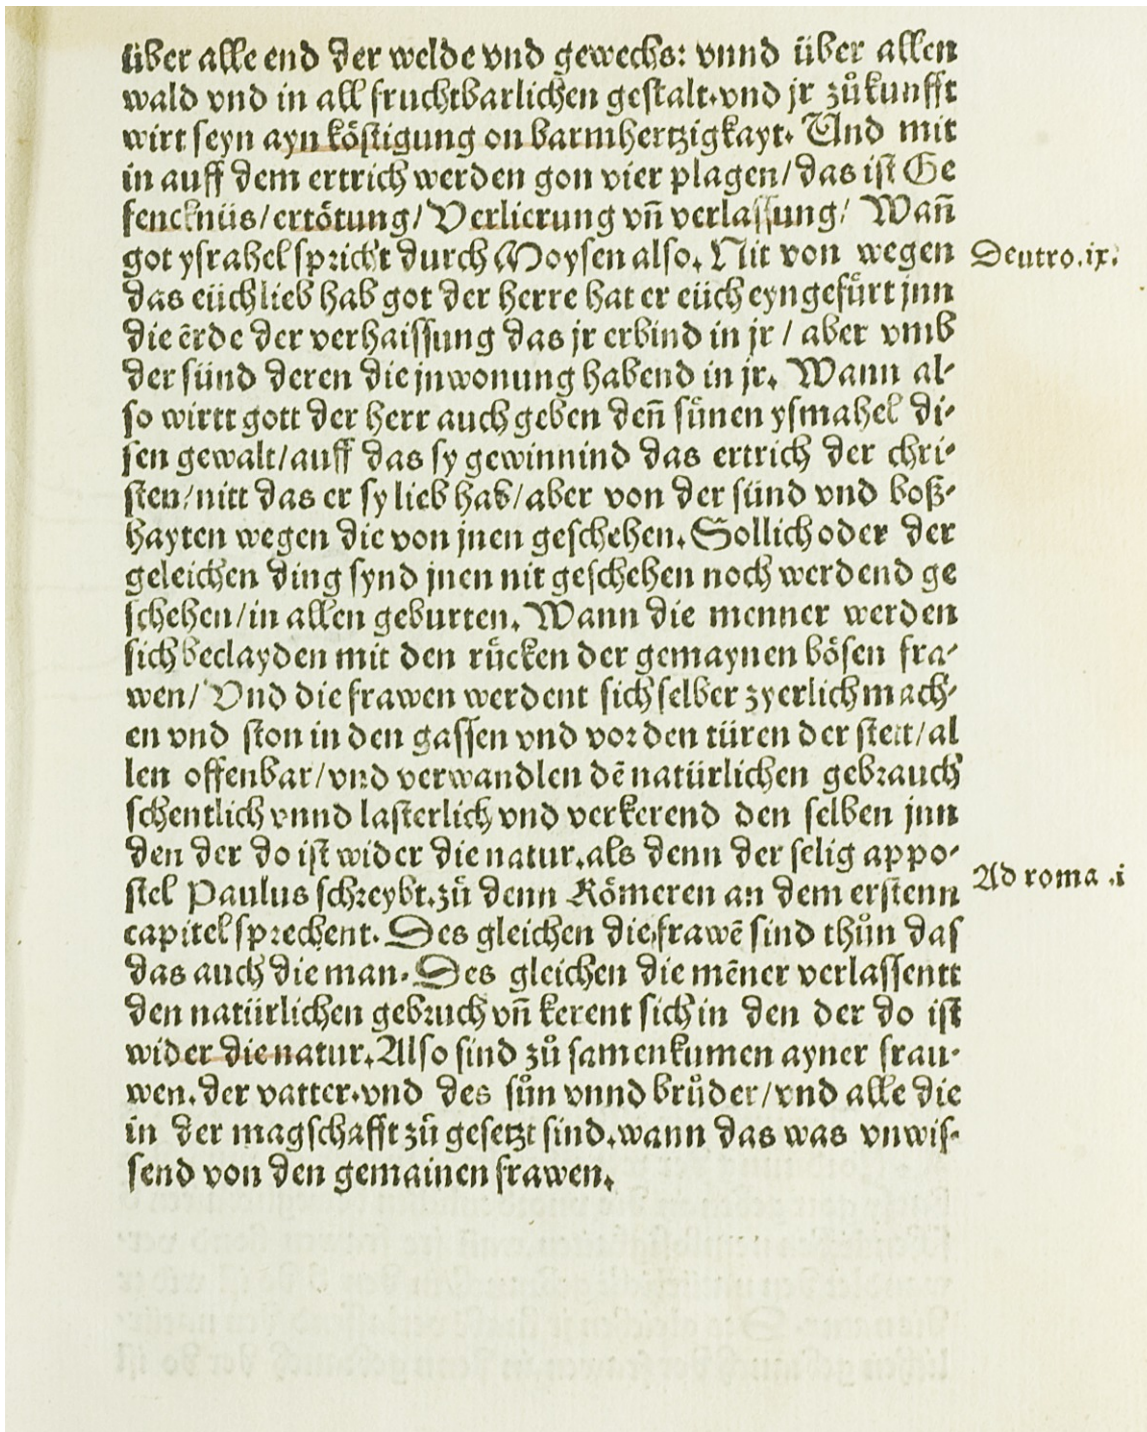 über alle end der welde vnd gewechs: vnnd über allen
wald vnd in all fruchtbarlichen gestalt.vnd jr zůkunfft
wirt seyn ayn köstigung on barmhertzigkayt. Und mit
in auff dem ertrich werden gon vier plagen/das ist Ge
fencknüs/ertötung/Verlierung vñ verlassung/ Wañ
got ysrahel spricht durch Moysen also. Nit von wegen
Deutro.ix.
das eüch lieb hab got der herre hat er eüch eyngefürt jnn
die ërde der verhaissung das jr erbind in jr / aber vmb
der sünd deren die jnwonung habend in jr. Wann al-
so wirtt gott der herr auch geben deñ sünen ysmahel di-
sen gewalt/auff das sy gewinnind das ertrich der chri-
sten/nitt das er sy lieb hab/aber von der sünd vnd boß-
hayten wegen die von jnen geschehen. Sollich oder der
geleichen ding synd jnen nit geschehen noch werdend ge
schehen/in allen geburten. Wann die menner werden
sich beclayden mit den rücken der gemaynen bösen fra-
wen/ Vnd die frawen werdent sich selber zyerlich mach-
en vnd ston in den gassen vnd vor den türen der stett/al
len offenbar/vnd verwandlen dē natürlichen gebrauch
schentlich vnnd lasterlich vnd verkerend den selben jnn
den der do ist wider die natur.als denn der selig appo-
stel Paulus schreybt.zů denn Römeren an dem erstenn
Ad roma .i
capitel sprechent. Des gleichen die frawē sind thůn das
das auch die man. Des gleichen die mēner verlassentt
den natürlichen gebruch vñ kerent sich in den der do ist
wider die natur. Also sind zů samen kumen ayner frau-
wen.der vatter.vnd des sůn vnnd brůder/vnd alle die
in der magschafft zů gesetzt sind.wann das was vnwis-
send von den gemainen frawen.